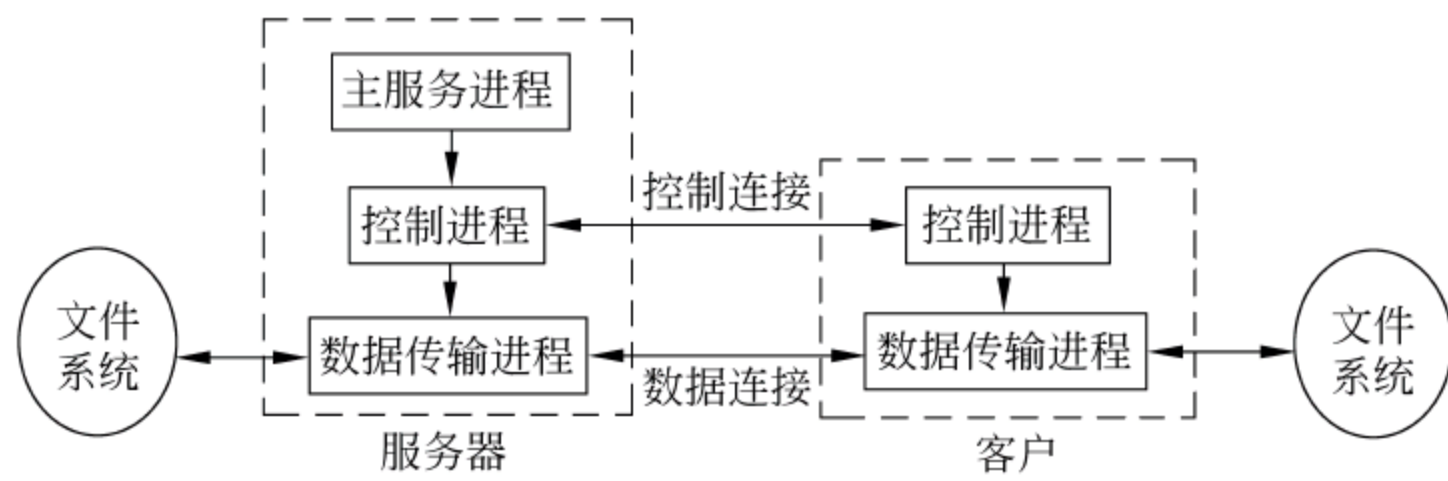 主服务进程
控制连接
控制进程
控制进程
文件
系统
数据传输进程
数据连接
数据传输进程
文件
系统
服务器
客户